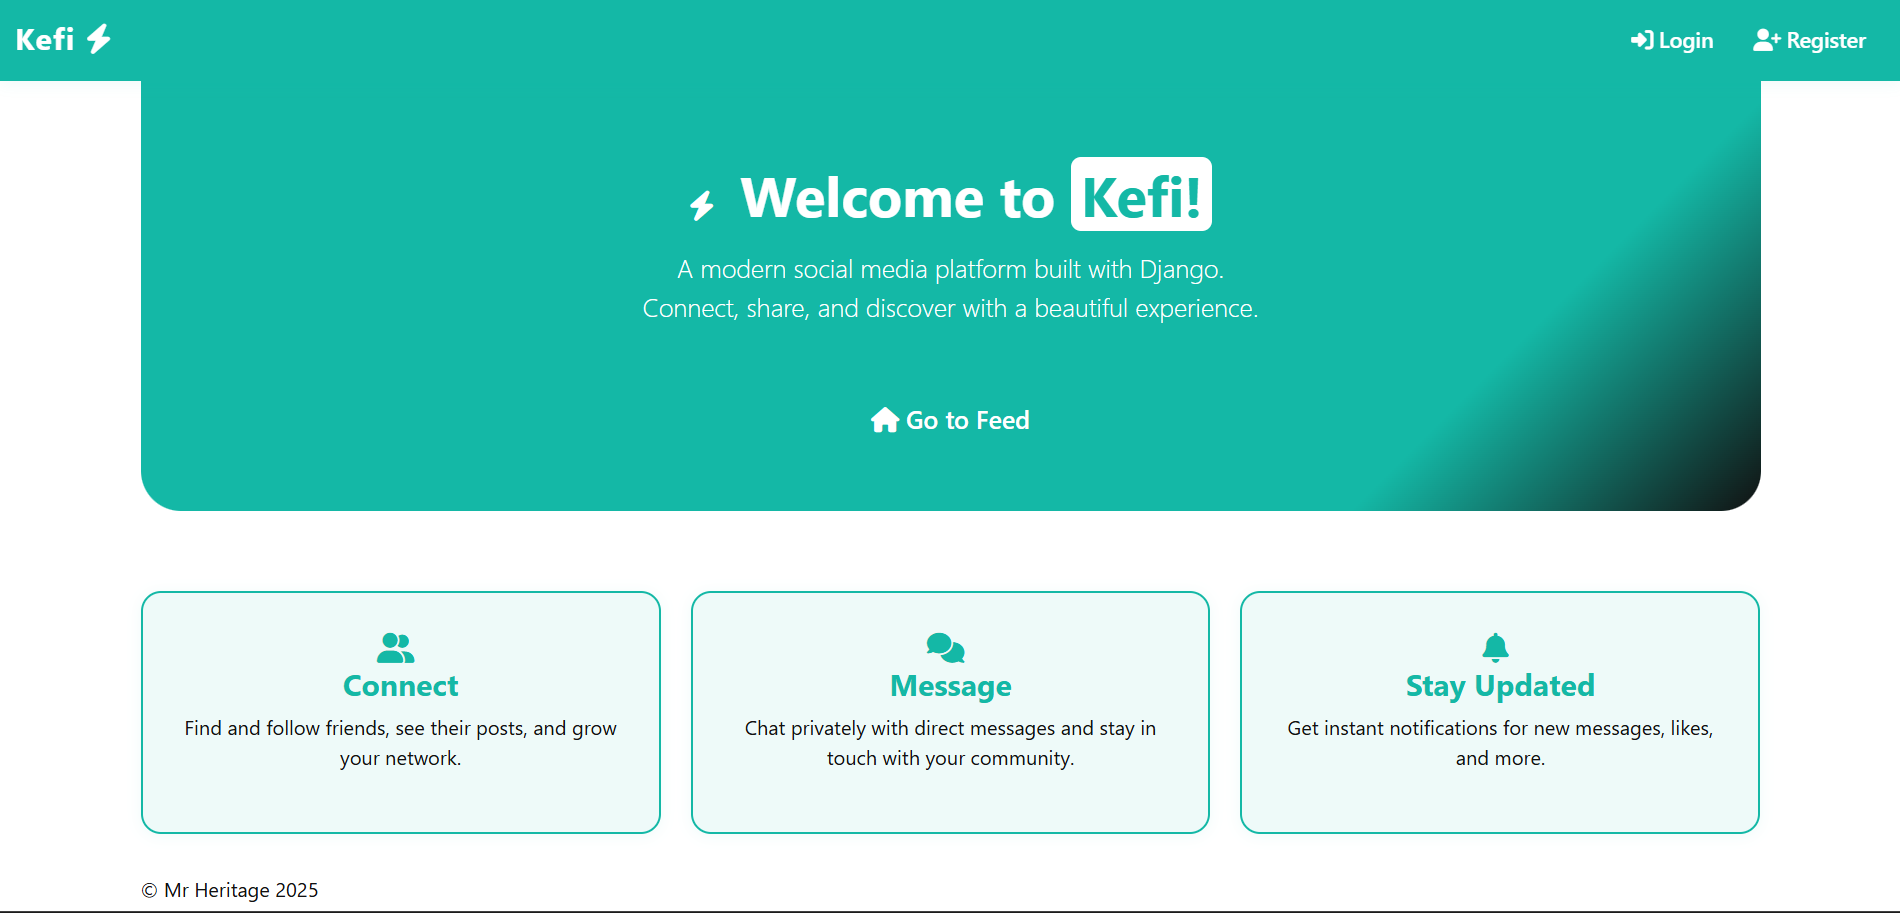 Kefi
Login
Register
Welcome to Kefi!
A modern social media platform built with Django.
Connect, share, and discover with a beautiful experience.
Go to Feed
Connect
Find and follow friends, see their posts, and grow
your network.
Message
Chat privately with direct messages and stay in
touch with your community.
Stay Updated
Get instant notifications for new messages, likes,
and more.
© Mr Heritage 2025